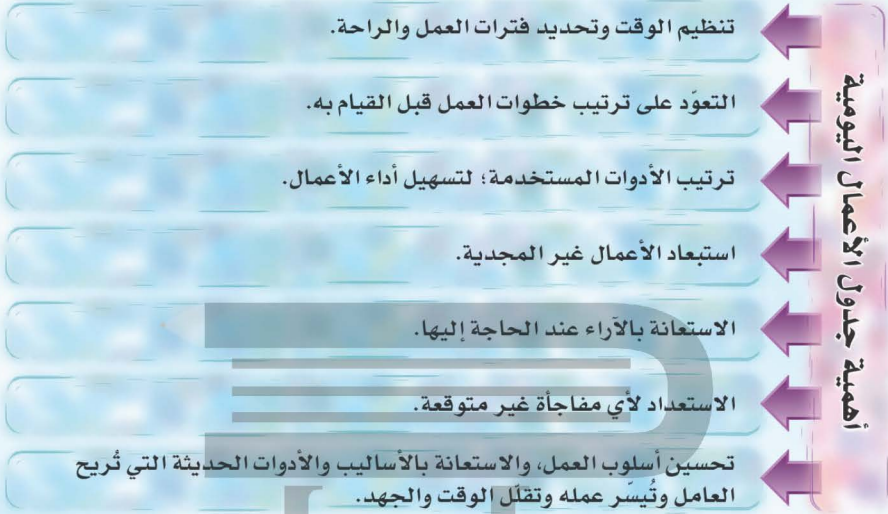 أهمية جدول الأعمال اليومية
تنظيم الوقت وتحديد فترات العمل والراحة.
التعوّد على ترتيب خطوات العمل قبل القيام به.
ترتيب الأدوات المستخدمة؛ لتسهيل أداء الأعمال.
استبعاد الأعمال غير المجدية.
الاستعانة بالآراء عند الحاجة إليها.
الاستعداد لأي مفاجأة غير متوقعة.
تحسين أسلوب العمل، والاستعانة بالأساليب والأدوات الحديثة التي تُريح
العامل وتُيسّر عمله وتقلّل الوقت والجهد.